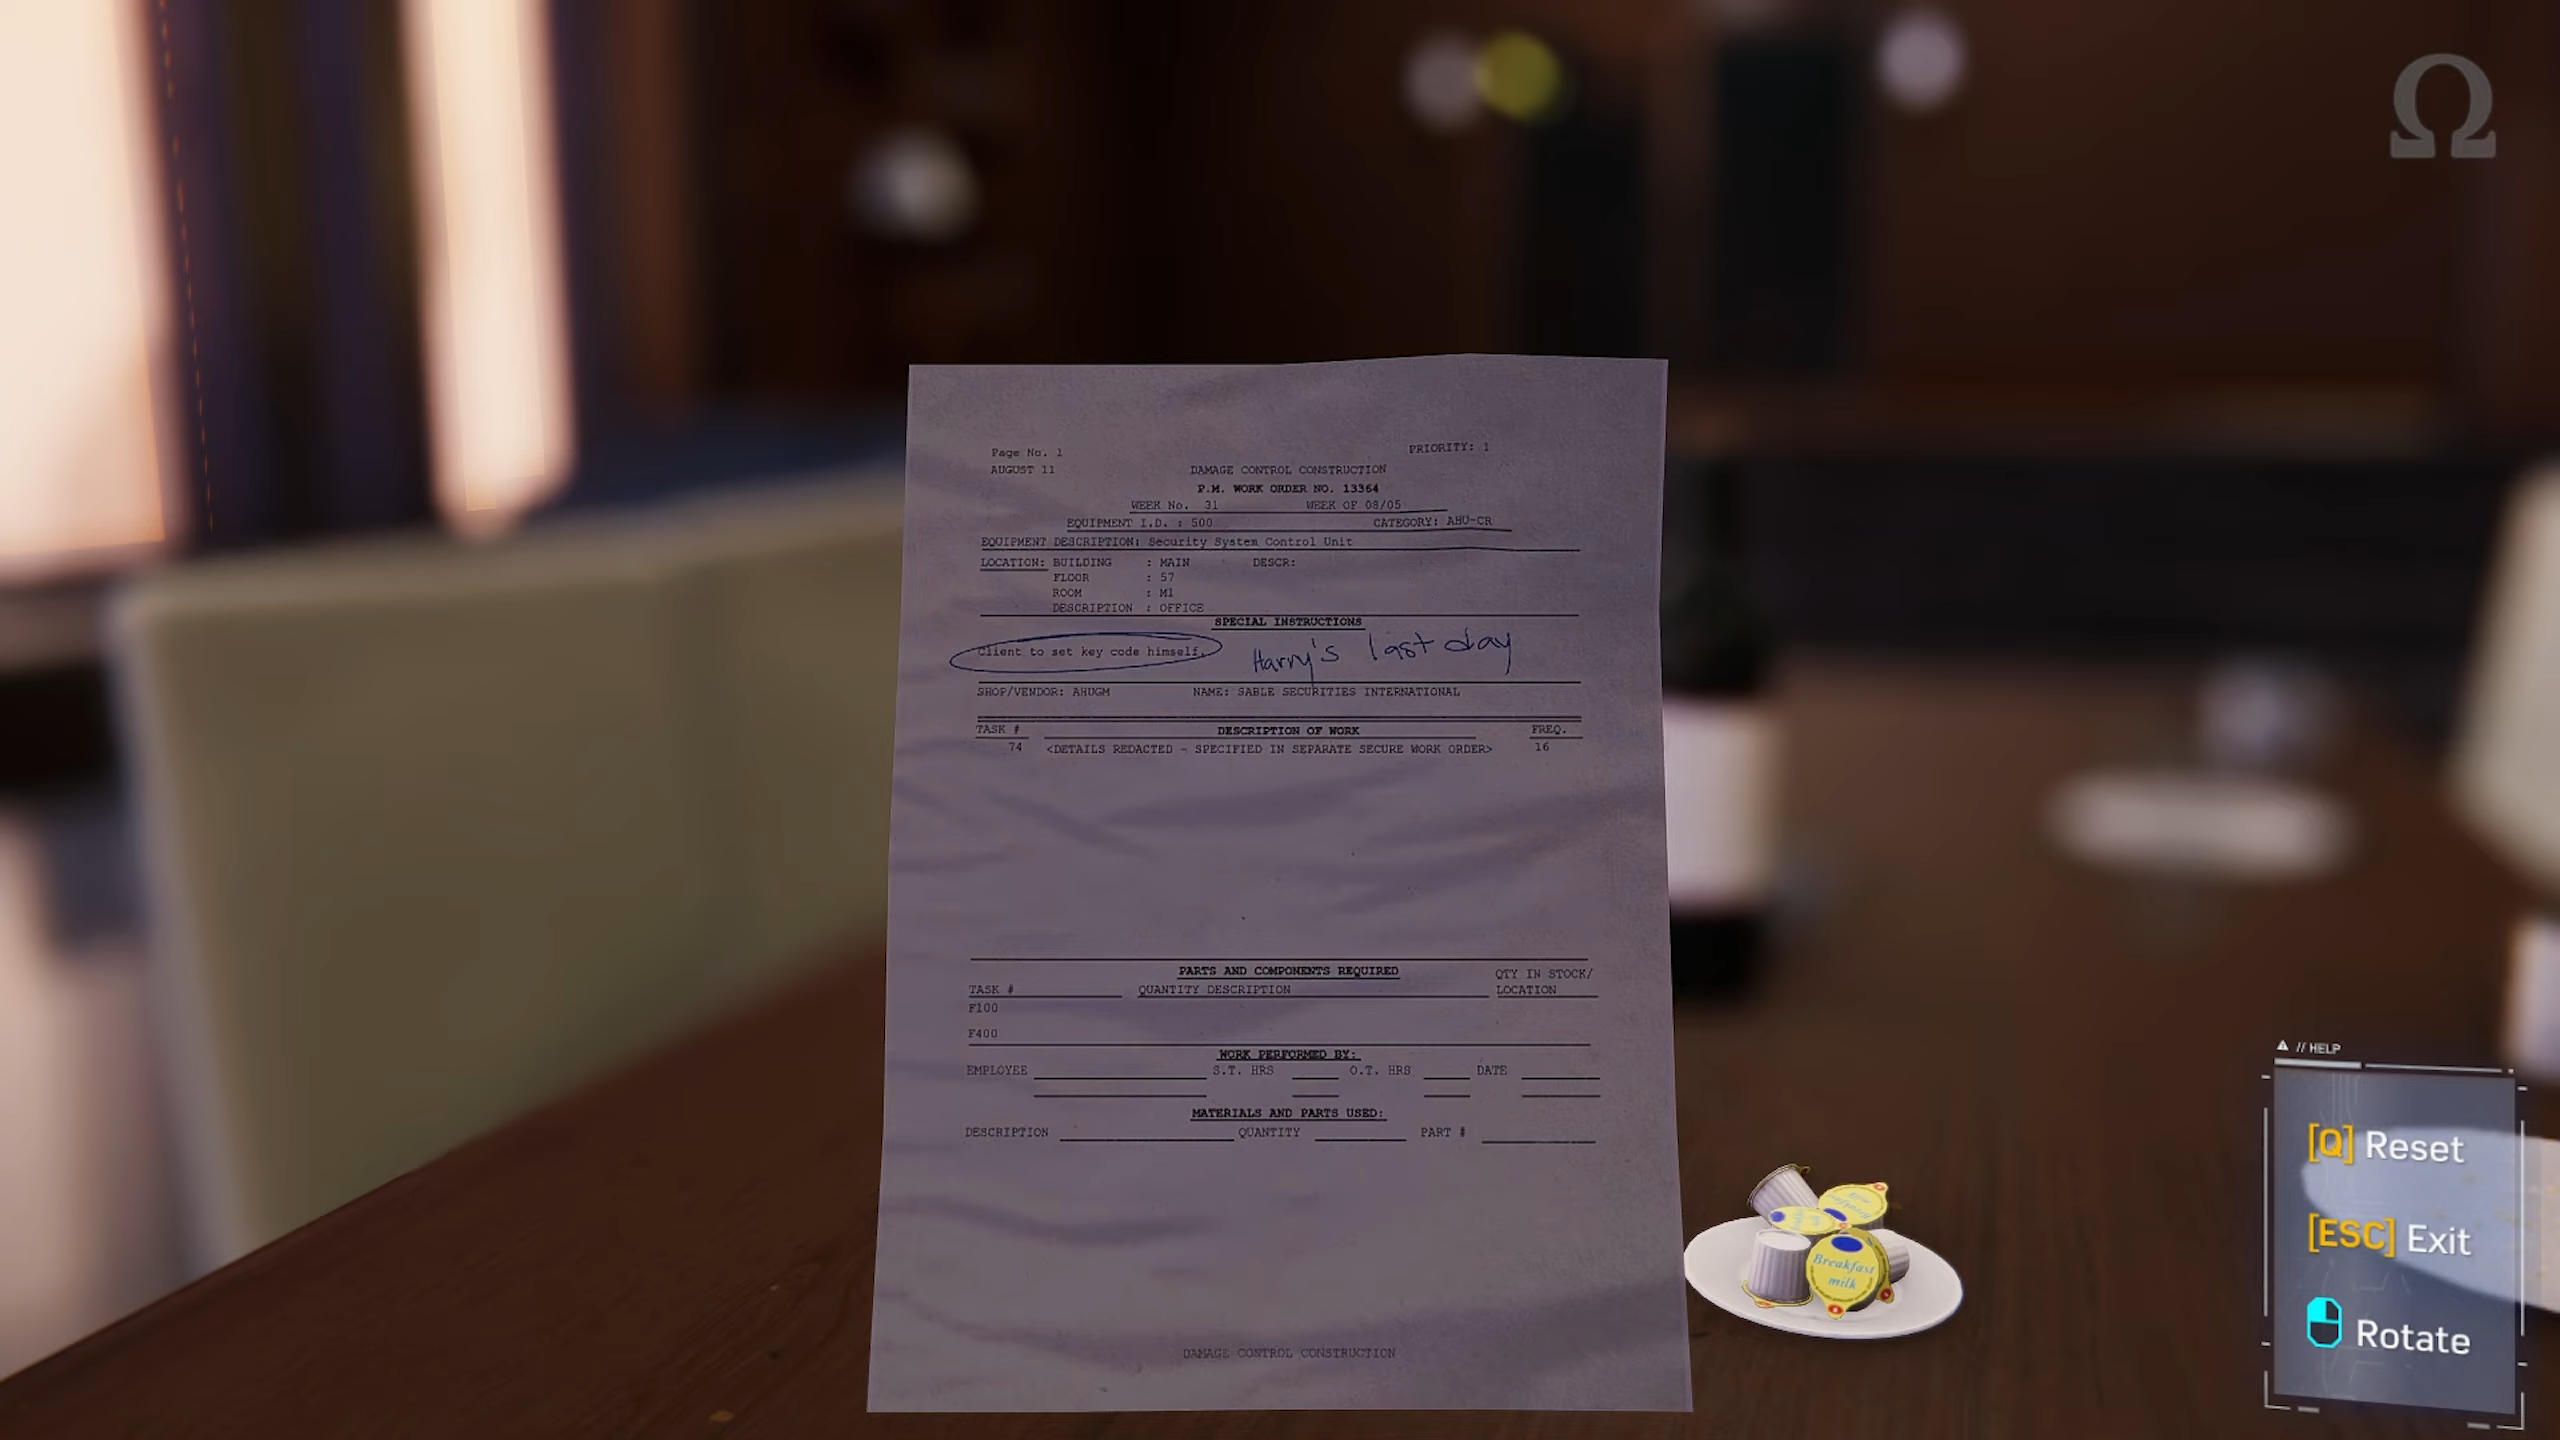 Ω
Page No. 1
PRIORITY: 1
AUGUST 11
DAMAGE CONTROL CONSTRUCTION
P.M. WORK ORDER NO. 13364
WEEK No. 31 WEEK OF 08/05
EQUIPMENT I.D. : 500 CATEGORY: AHU-CR
EQUIPMENT DESCRIPTION: Security System Control Unit
LOCATION: BUILDING : MAIN DESCR:
FLOOR : 57
ROOM : M1
DESCRIPTION : OFFICE
SPECIAL INSTRUCTIONS
Client to set key code himself. Harry's last day
SHOP/VENDOR: AHUGM NAME: SABLE SECURITIES INTERNATIONAL
TASK # DESCRIPTION OF WORK FREQ.
74 <DETAILS REDACTED - SPECIFIED IN SEPARATE SECURE WORK ORDER> 16
PARTS AND COMPONENTS REQUIRED QTY IN STOCK/
TASK # QUANTITY DESCRIPTION LOCATION
F100
F400
WORK PERFORMED BY:
EMPLOYEE S.T. HRS O.T. HRS DATE
MATERIALS AND PARTS USED:
DESCRIPTION QUANTITY PART #
DAMAGE CONTROL CONSTRUCTION
Breakfast
milk
// HELP
[Q] Reset
[ESC] Exit
Rotate